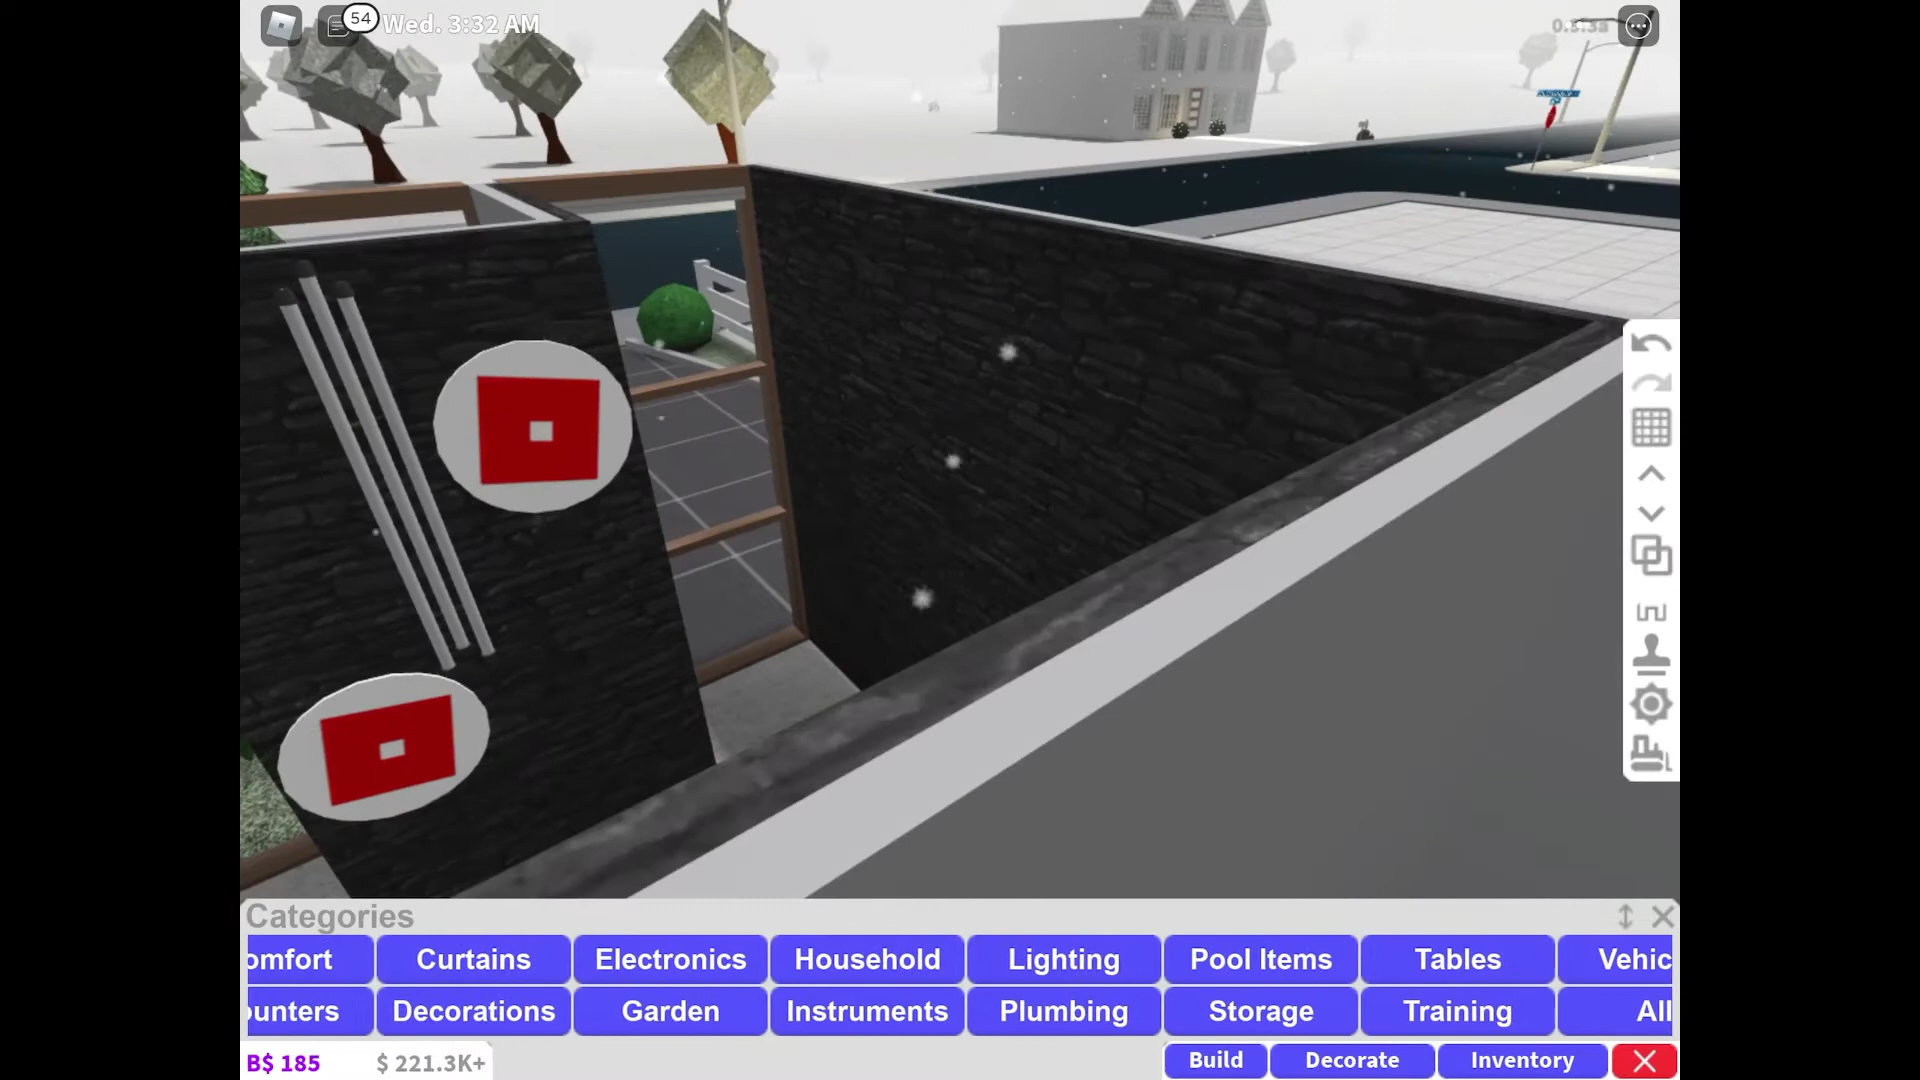 54
Wed. 3:32 AM
Categories
omfort
Curtains
Electronics
Household
Lighting
Pool Items
Tables
Vehic
ounters
Decorations
Garden
Instruments
Plumbing
Storage
Training
All
B$ 185
$ 221.3K+
Build
Decorate
Inventory